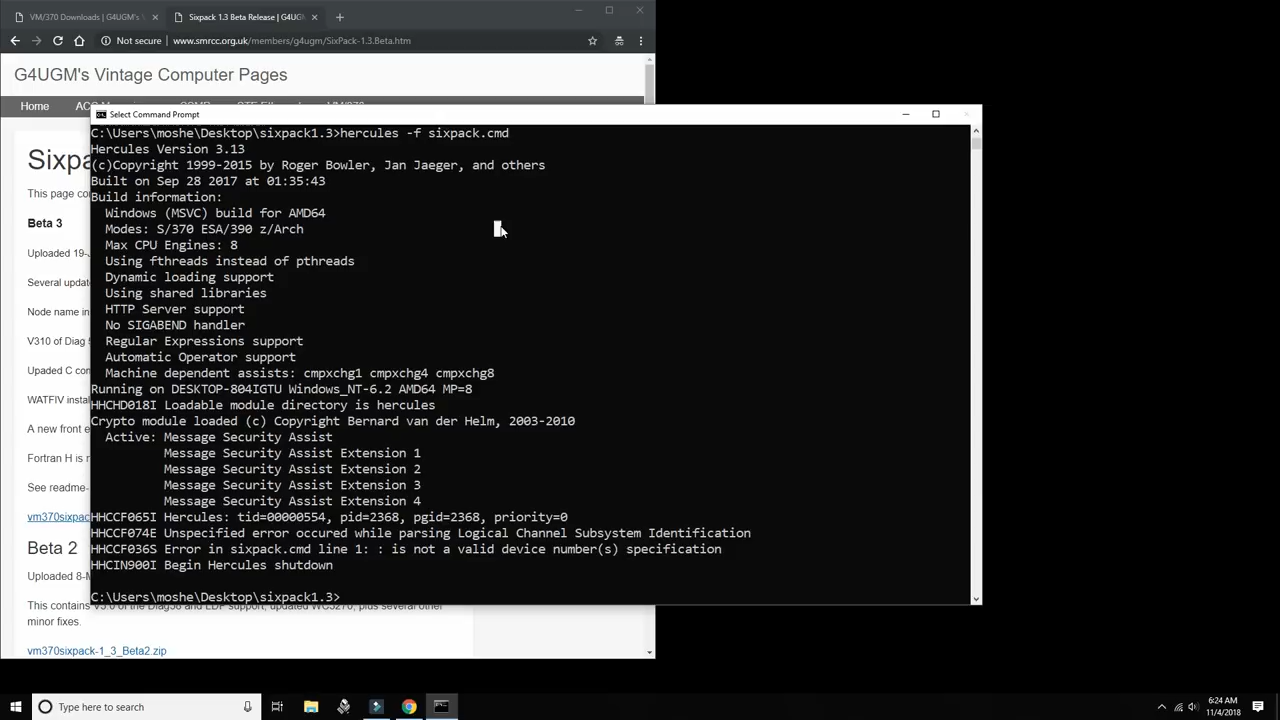 VM/370 Downloads | G4UGM's V
Sixpack 1.3 Beta Release | G4UG
Not secure | www.smrcc.org.uk/members/g4ugm/SixPack-1.3.Beta.htm
G4UGM's Vintage Computer Pages
Home
Select Command Prompt
C:\Users\moshe\Desktop\sixpack1.3>hercules -f sixpack.cmd
Hercules Version 3.13
(c)Copyright 1999-2015 by Roger Bowler, Jan Jaeger, and others
Built on Sep 28 2017 at 01:35:43
Build information:
Windows (MSVC) build for AMD64
Modes: S/370 ESA/390 z/Arch
Max CPU Engines: 8
Using fthreads instead of pthreads
Dynamic loading support
Using shared libraries
HTTP Server support
No SIGABEND handler
Regular Expressions support
Automatic Operator support
Machine dependent assists: cmpxchg1 cmpxchg4 cmpxchg8
Running on DESKTOP-804IGTU Windows_NT-6.2 AMD64 MP=8
HHCHD018I Loadable module directory is hercules
Crypto module loaded (c) Copyright Bernard van der Helm, 2003-2010
Active: Message Security Assist
Message Security Assist Extension 1
Message Security Assist Extension 2
Message Security Assist Extension 3
Message Security Assist Extension 4
HHCCF065I Hercules: tid=00000554, pid=2368, pgid=2368, priority=0
HHCCF074E Unspecified error occured while parsing Logical Channel Subsystem Identification
HHCCF036S Error in sixpack.cmd line 1: : is not a valid device number(s) specification
HHCIN900I Begin Hercules shutdown
C:\Users\moshe\Desktop\sixpack1.3>
Sixpa
This page co
Beta 3
Uploaded 19-
Several updat
Node name in
V310 of Diag 5
Upaded C com
WATFIV instal
A new front e
Fortran H is n
See readme-
vm370sixpac
Beta 2
Uploaded 8-M
This contains V3.0 of the Diag58 and LDF support, updated WC3270, plus several other
minor fixes.
vm370sixpack-1_3_Beta2.zip
Type here to search
6:24 AM
11/4/2018